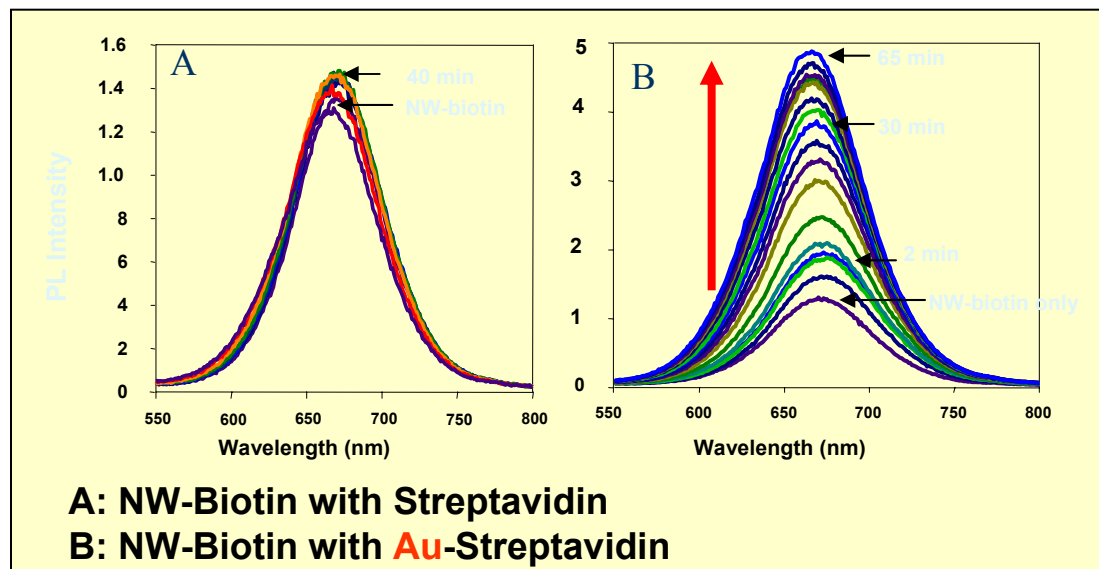 A
1.6
1.4
1.2
1.0
.8
1.6
.4
1.2
0
550
600
650
700
750
800
PL Intensity
Wavelength (nm)
40 min
NW-biotin
B
5
4
3
2
1
0
550
600
650
700
750
800
Wavelength (nm)
65 min
30 min
2 min
NW-biotin only
A: NW-Biotin with Streptavidin
B: NW-Biotin with Au-Streptavidin